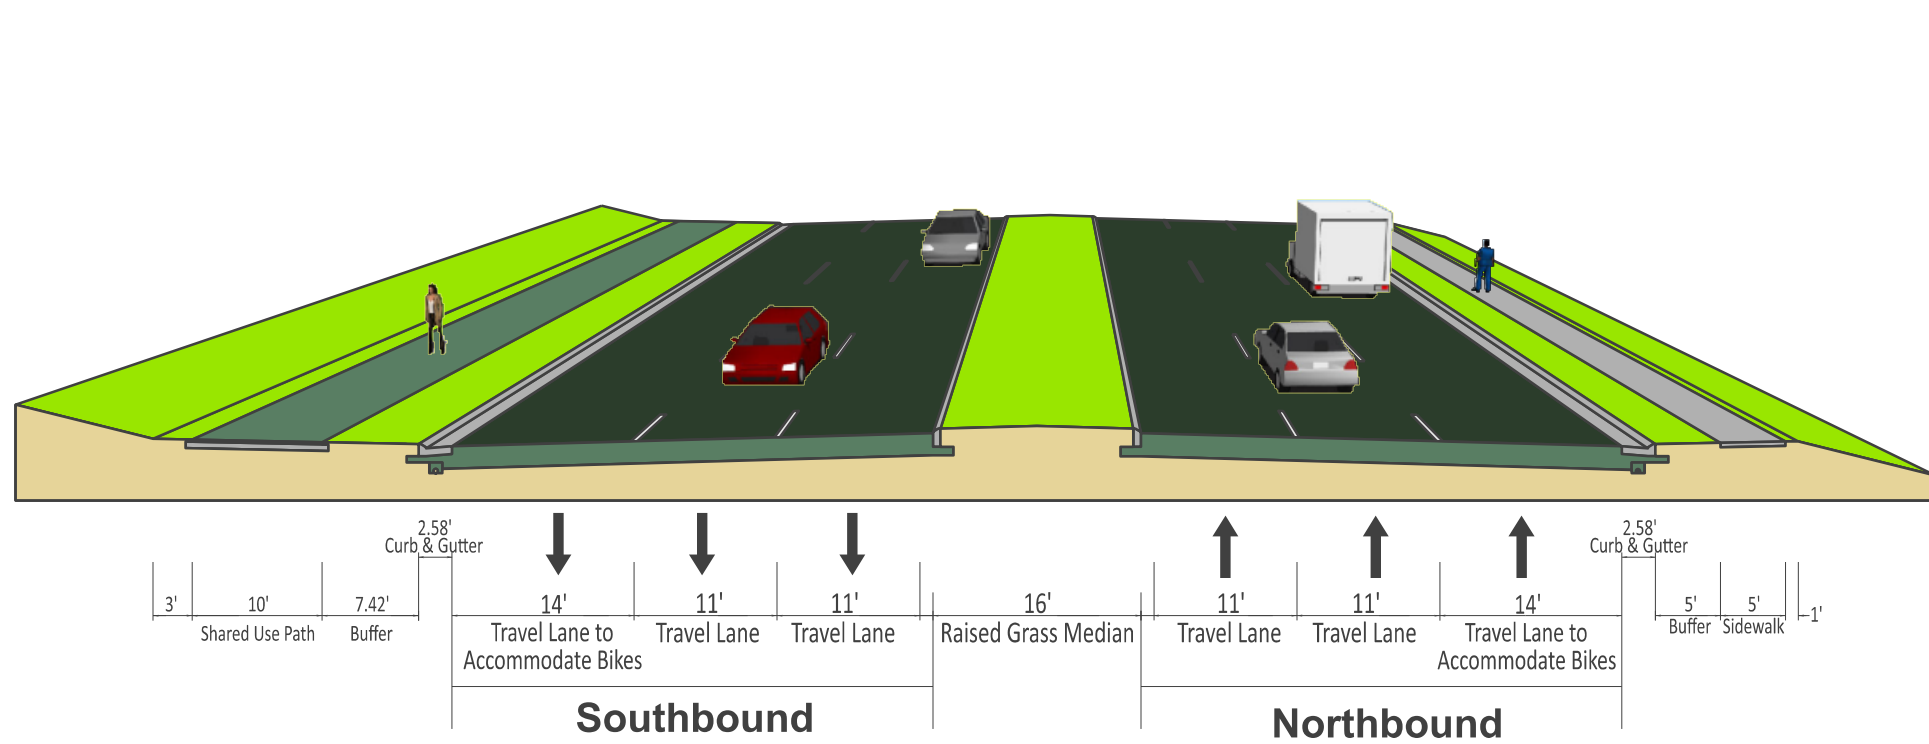 2.58'
Curb & Gutter
2.58'
Curb & Gutter
3'
10'
7.42'
14'
11'
11'
16'
11'
11'
14'
5'
5'
1'
Shared Use Path
Buffer
Travel Lane to
Accommodate Bikes
Travel Lane
Travel Lane
Raised Grass Median
Travel Lane
Travel Lane
Travel Lane to
Accommodate Bikes
Buffer
Sidewalk
Southbound
Northbound